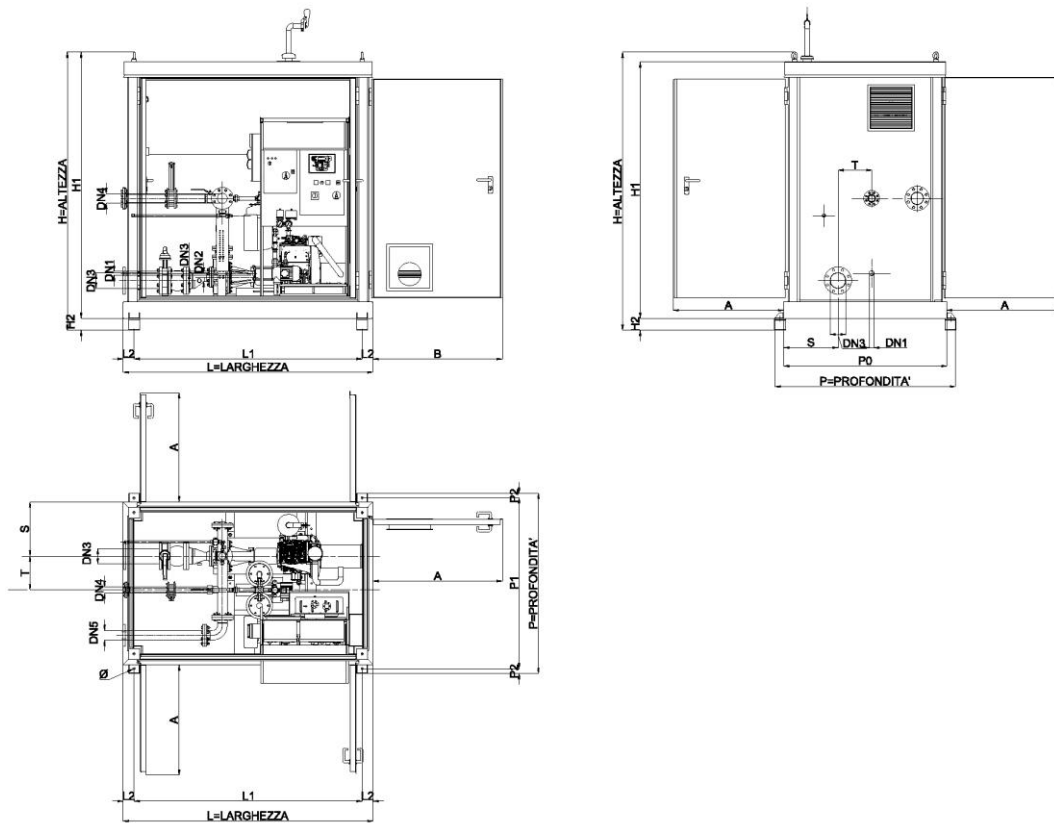 H=ALTEZZA
H1
DN4
DN3
DN1
DN3
DN2
H2
L2
L1
L2
B
L=LARGHEZZA
H=ALTEZZA
H1
T
A
H2
A
S
DN3
DN1
P0
P=PROFONDITA'
A
S
DN3
T
DN4
DN5
Ø
A
P2
P1
P=PROFONDITA'
P2
A
L2
L1
L2
L=LARGHEZZA